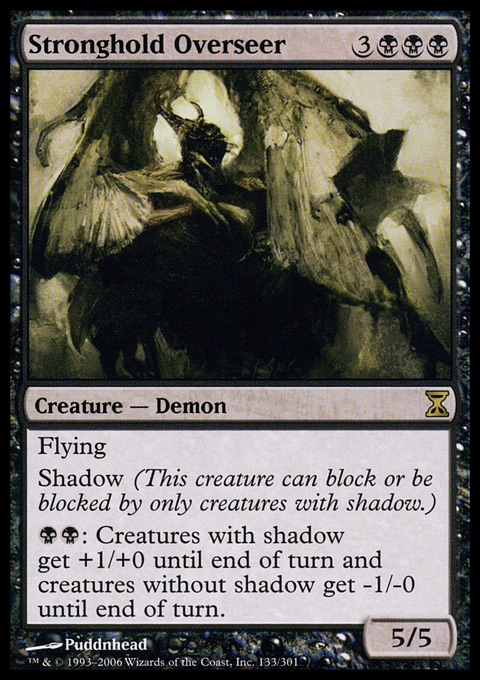 Stronghold Overseer 3
Creature — Demon
Flying
Shadow (This creature can block or be
blocked by only creatures with shadow.)
: Creatures with shadow
get +1/+0 until end of turn and
creatures without shadow get -1/-0
until end of turn.
Puddnhead
5/5
™ & © 1993–2006 Wizards of the Coast, Inc. 133/301